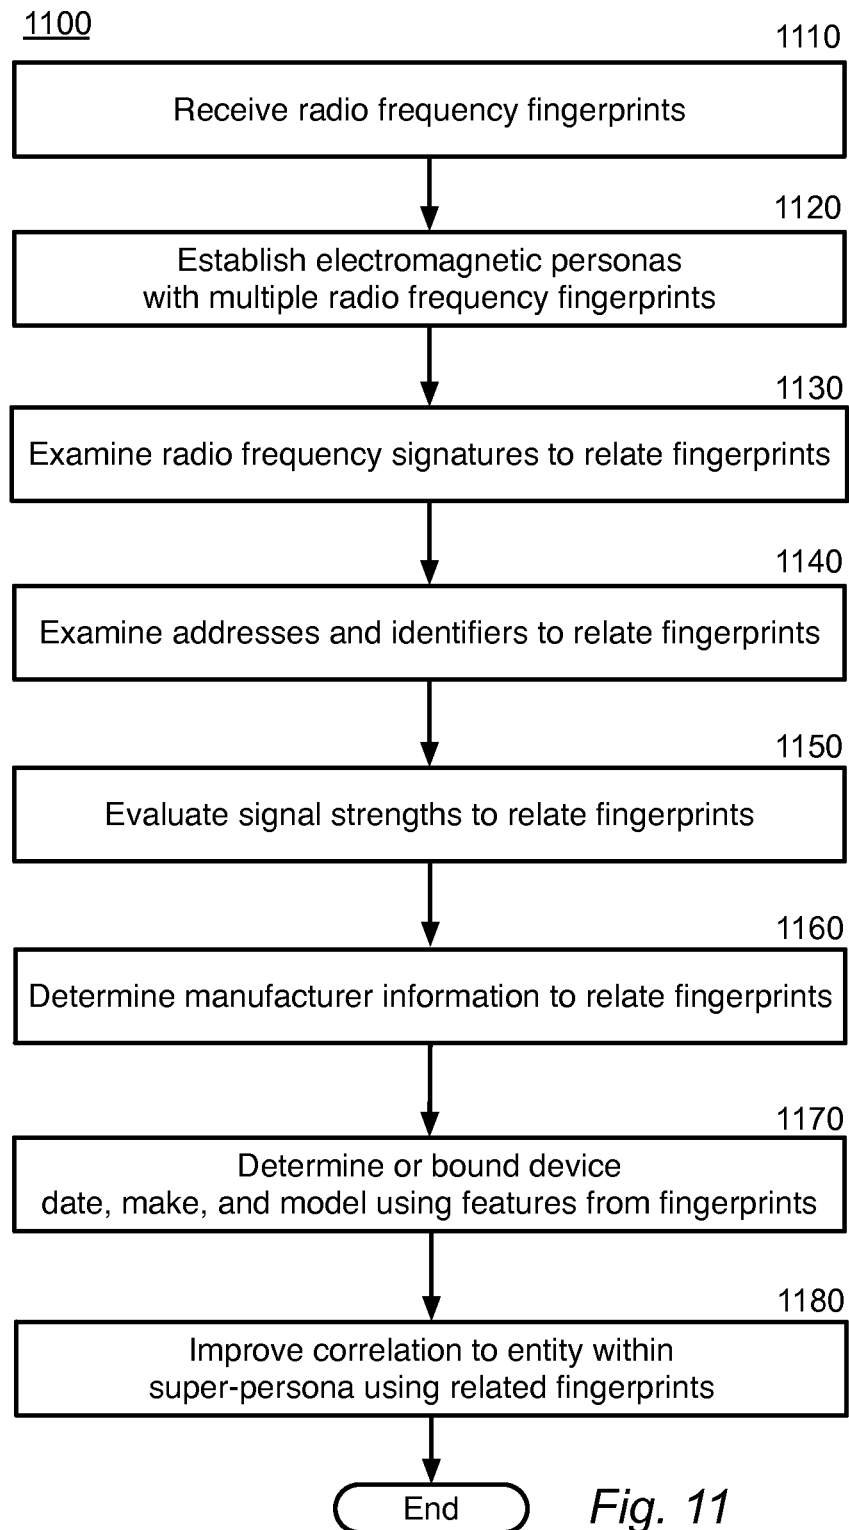 1100
1110
Receive radio frequency fingerprints
1120
Establish electromagnetic personas
with multiple radio frequency fingerprints
1130
Examine radio frequency signatures to relate fingerprints
1140
Examine addresses and identifiers to relate fingerprints
1150
Evaluate signal strengths to relate fingerprints
1160
Determine manufacturer information to relate fingerprints
1170
Determine or bound device
date, make, and model using features from fingerprints
1180
Improve correlation to entity within
super-persona using related fingerprints
End
Fig. 11